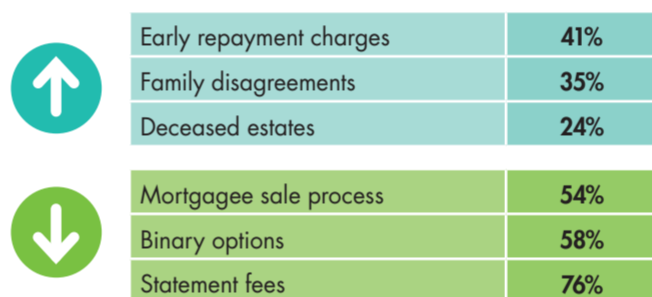 Early repayment charges 41%
Family disagreements 35%
Deceased estates 24%
Mortgagee sale process 54%
Binary options 58%
Statement fees 76%